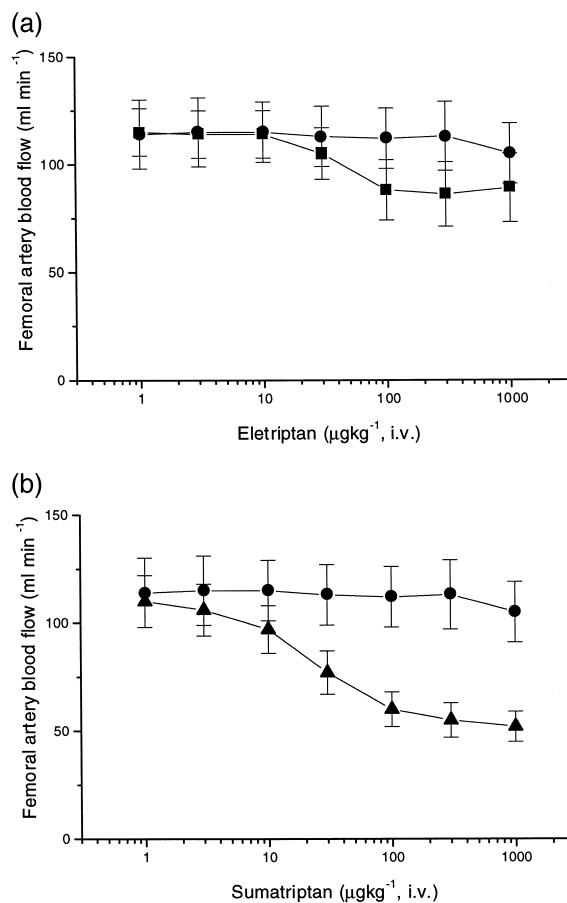 (a)
Femoral artery blood flow (ml min⁻¹)
150
100
50
0
1 10 100 1000
Eletriptan (μgkg⁻¹, i.v.)
(b)
Femoral artery blood flow (ml min⁻¹)
150
100
50
0
1 10 100 1000
Sumatriptan (μgkg⁻¹, i.v.)